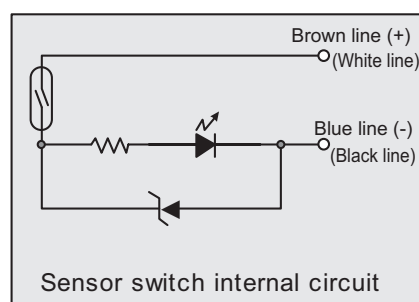 Brown line (+)
(White line)
Blue line (-)
(Black line)
Sensor switch internal circuit